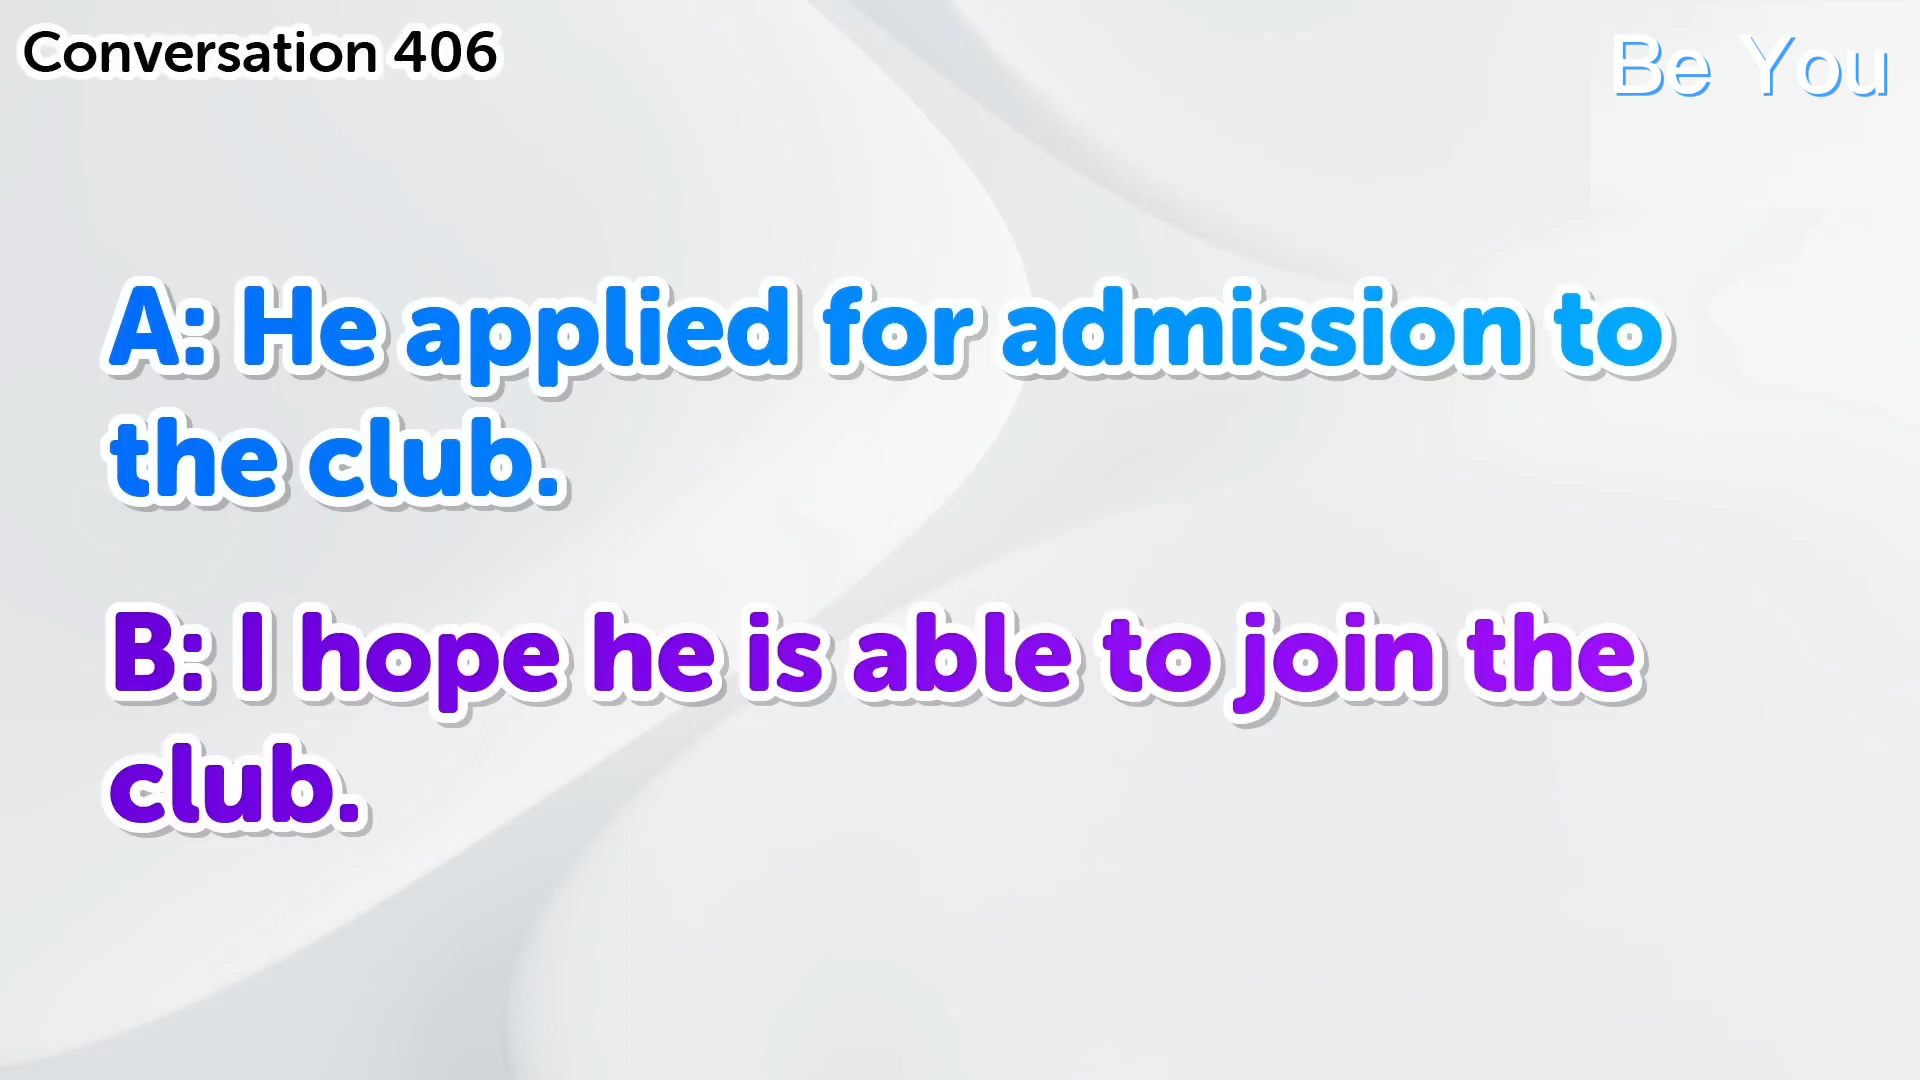 Conversation 406
Be You
A: He applied for admission to
the club.
B: I hope he is able to join the
club.